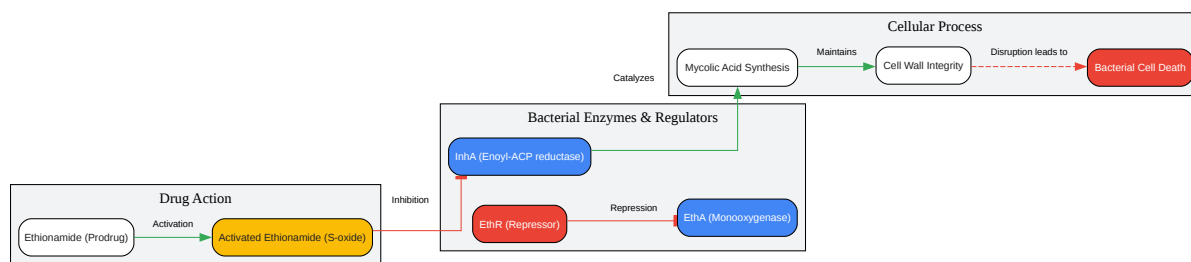 Cellular Process
Mycolic Acid Synthesis
Maintains
Cell Wall Integrity
Disruption leads to
Bacterial Cell Death
Catalyzes
Bacterial Enzymes & Regulators
InhA (Enoyl-ACP reductase)
EthR (Repressor)
Repression
EthA (Monooxygenase)
Inhibition
Drug Action
Ethionamide (Prodrug)
Activation
Activated Ethionamide (S-oxide)